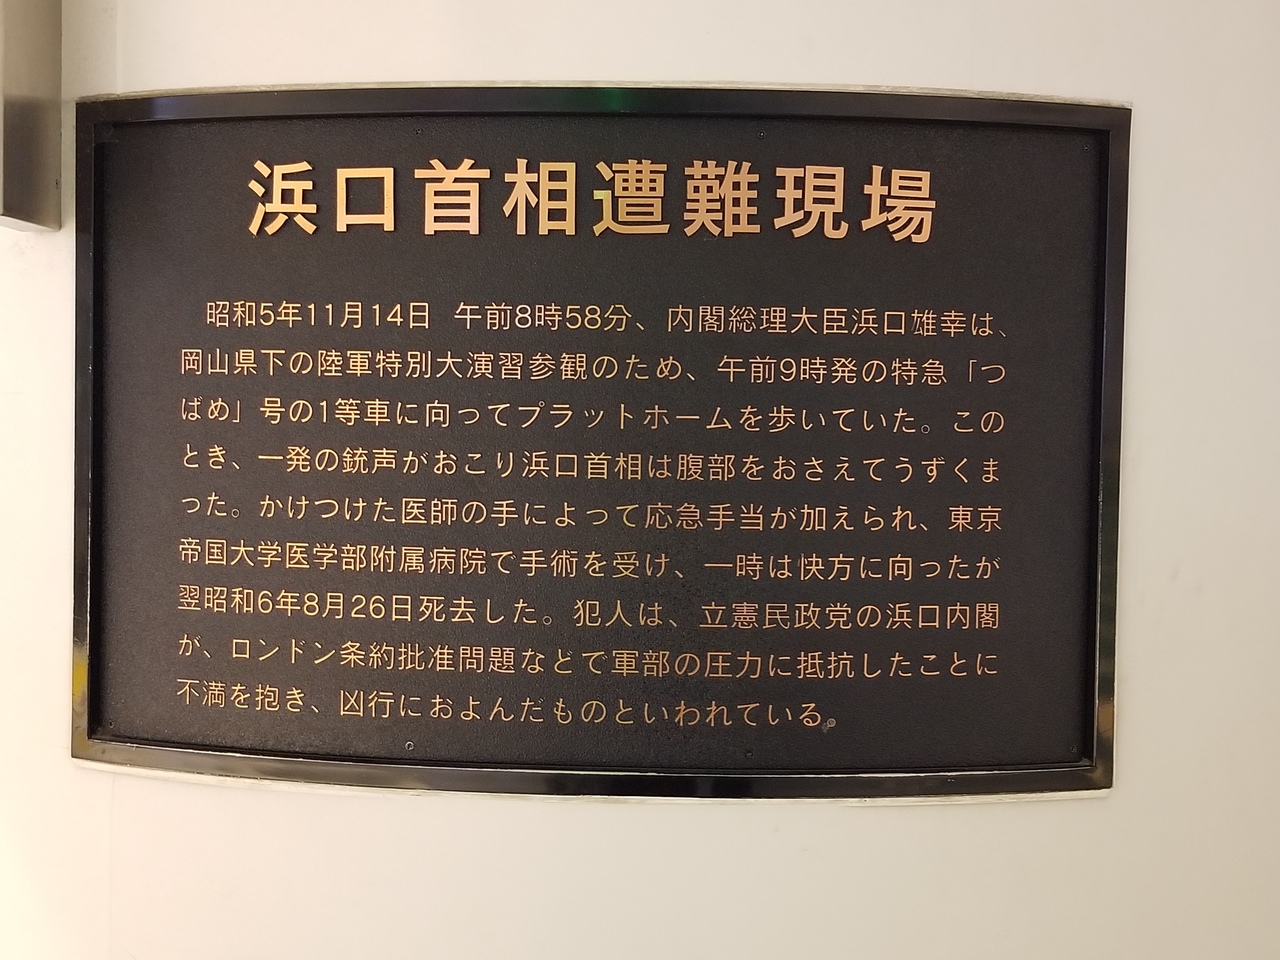 浜口首相遭難現場
昭和5年11月14日 午前8時58分、内閣総理大臣浜口雄幸は、
岡山県下の陸軍特別大演習参観のため、午前9時発の特急「つ
ばめ」号の1等車に向ってプラットホームを歩いていた。この
とき、一発の銃声がおこり浜口首相は腹部をおさえてうずくま
った。かけつけた医師の手によって応急手当が加えられ、東京
帝国大学医学部附属病院で手術を受け、一時は快方に向ったが
翌昭和6年8月26日死去した。犯人は、立憲民政党の浜口内閣
が、ロンドン条約批准問題などで軍部の圧力に抵抗したことに
不満を抱き、凶行におよんだものといわれている。